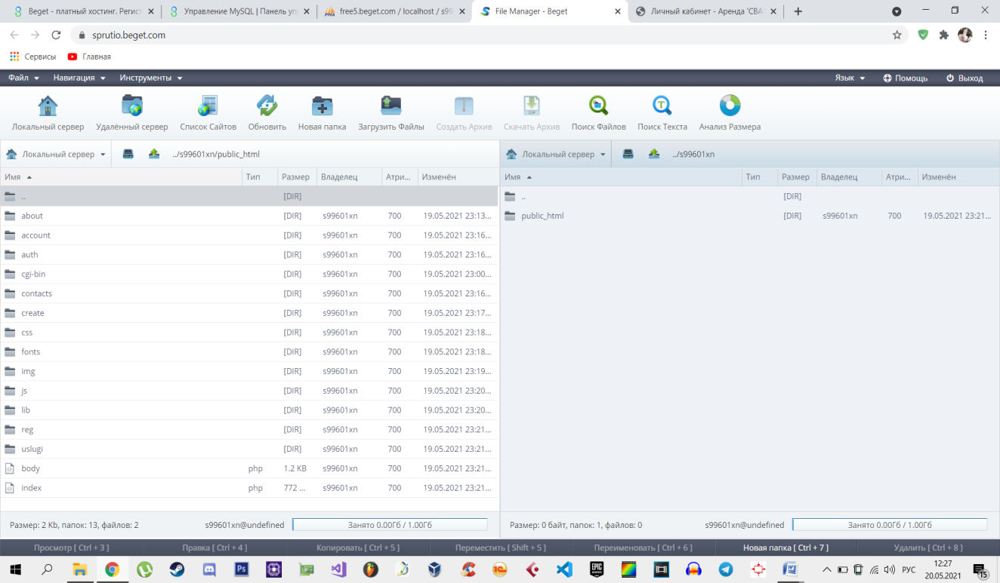 Beget - платный хостинг. Регист
Управление MySQL | Панель упр
free5.beget.com / localhost / s99
File Manager - Beget
Личный кабинет - Аренда 'СВА
sprutio.beget.com
Сервисы
Главная
Файл
Навигация
Инструменты
Язык
Помощь
Выход
Локальный сервер
Удалённый сервер
Список Сайтов
Обновить
Новая папка
Загрузить Файлы
Создать Архив
Скачать Архив
Поиск Файлов
Поиск Текста
Анализ Размера
Локальный сервер ../s99601xn/public_html
Имя Тип Размер Владелец Атри... Изменён
.. [DIR]
about [DIR] s99601xn 700 19.05.2021 23:13...
account [DIR] s99601xn 700 19.05.2021 23:16...
auth [DIR] s99601xn 700 19.05.2021 23:16...
cgi-bin [DIR] s99601xn 700 19.05.2021 23:00...
contacts [DIR] s99601xn 700 19.05.2021 23:16...
create [DIR] s99601xn 700 19.05.2021 23:17...
css [DIR] s99601xn 700 19.05.2021 23:18...
fonts [DIR] s99601xn 700 19.05.2021 23:18...
img [DIR] s99601xn 700 19.05.2021 23:19...
js [DIR] s99601xn 700 19.05.2021 23:20...
lib [DIR] s99601xn 700 19.05.2021 23:20...
reg [DIR] s99601xn 700 19.05.2021 23:21...
uslugi [DIR] s99601xn 700 19.05.2021 23:21...
body php 1.2 KB s99601xn 700 19.05.2021 23:21...
index php 772 ... s99601xn 700 19.05.2021 23:21...
Размер: 2 Kb, папок: 13, файлов: 2 s99601xn@undefined Занято 0.00Гб / 1.00Гб
Локальный сервер ../s99601xn
Имя Тип Размер Владелец Атри... Изменён
.. [DIR]
public_html [DIR] s99601xn 700 19.05.2021 23:21...
Размер: 0 байт, папок: 1, файлов: 0 s99601xn@undefined Занято 0.00Гб / 1.00Гб
Просмотр [ Ctrl + 3 ]
Правка [ Ctrl + 4 ]
Копировать [ Ctrl + 5 ]
Переместить [ Shift + 5 ]
Переименовать [ Ctrl + 6 ]
Новая папка [ Ctrl + 7 ]
Удалить [ Ctrl + 8 ]
Ps
1С
EPIC
GAMES
РУС
12:27
20.05.2021
15